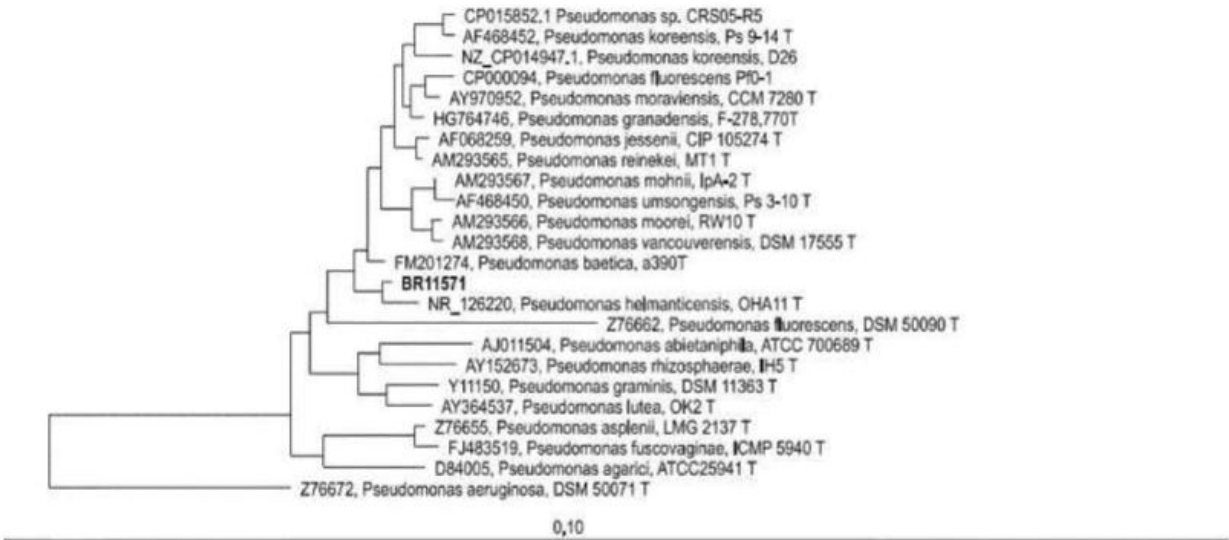 CP015852.1 Pseudomonas sp. CRS05-R5
AF468452, Pseudomonas koreensis, Ps 9-14 T
NZ_CP014947.1, Pseudomonas koreensis, D26
CP000094, Pseudomonas fluorescens Pf0-1
AY970952, Pseudomonas moraviensis, CCM 7280 T
HG764746, Pseudomonas granadensis, F-278,770T
AF068259, Pseudomonas jessenii, CIP 105274 T
AM293565, Pseudomonas reinekei, MT1 T
AM293567, Pseudomonas mohnii, IpA-2 T
AF468450, Pseudomonas umsongensis, Ps 3-10 T
AM293566, Pseudomonas moorei, RW10 T
AM293568, Pseudomonas vancouverensis, DSM 17555 T
FM201274, Pseudomonas baetica, a390T
BR11571
NR_126220, Pseudomonas helmanticensis, OHA11 T
Z76662, Pseudomonas fluorescens, DSM 50090 T
AJ011504, Pseudomonas abietaniphila, ATCC 700689 T
AY152673, Pseudomonas rhizosphaerae, IH5 T
Y11150, Pseudomonas graminis, DSM 11363 T
AY364537, Pseudomonas lutea, OK2 T
Z76655, Pseudomonas asplenii, LMG 2137 T
FJ483519, Pseudomonas fuscovaginae, ICMP 5940 T
D84005, Pseudomonas agarici, ATCC25941 T
Z76672, Pseudomonas aeruginosa, DSM 50071 T
0,10